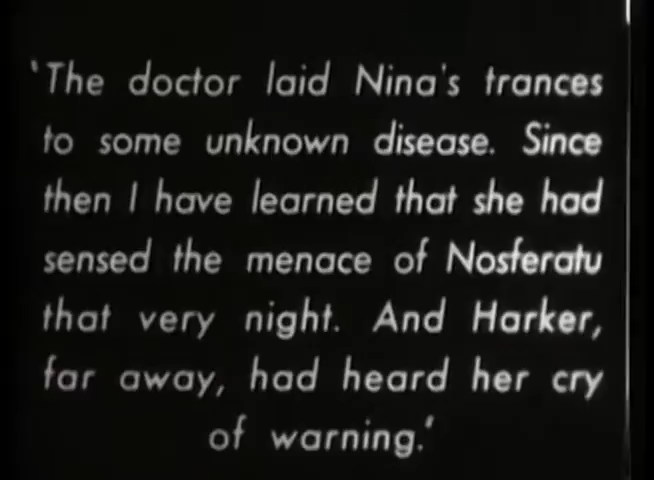 'The doctor laid Nina's trances
to some unknown disease. Since
then I have learned that she had
sensed the menace of Nosferatu
that very night. And Harker,
far away, had heard her cry
of warning.'